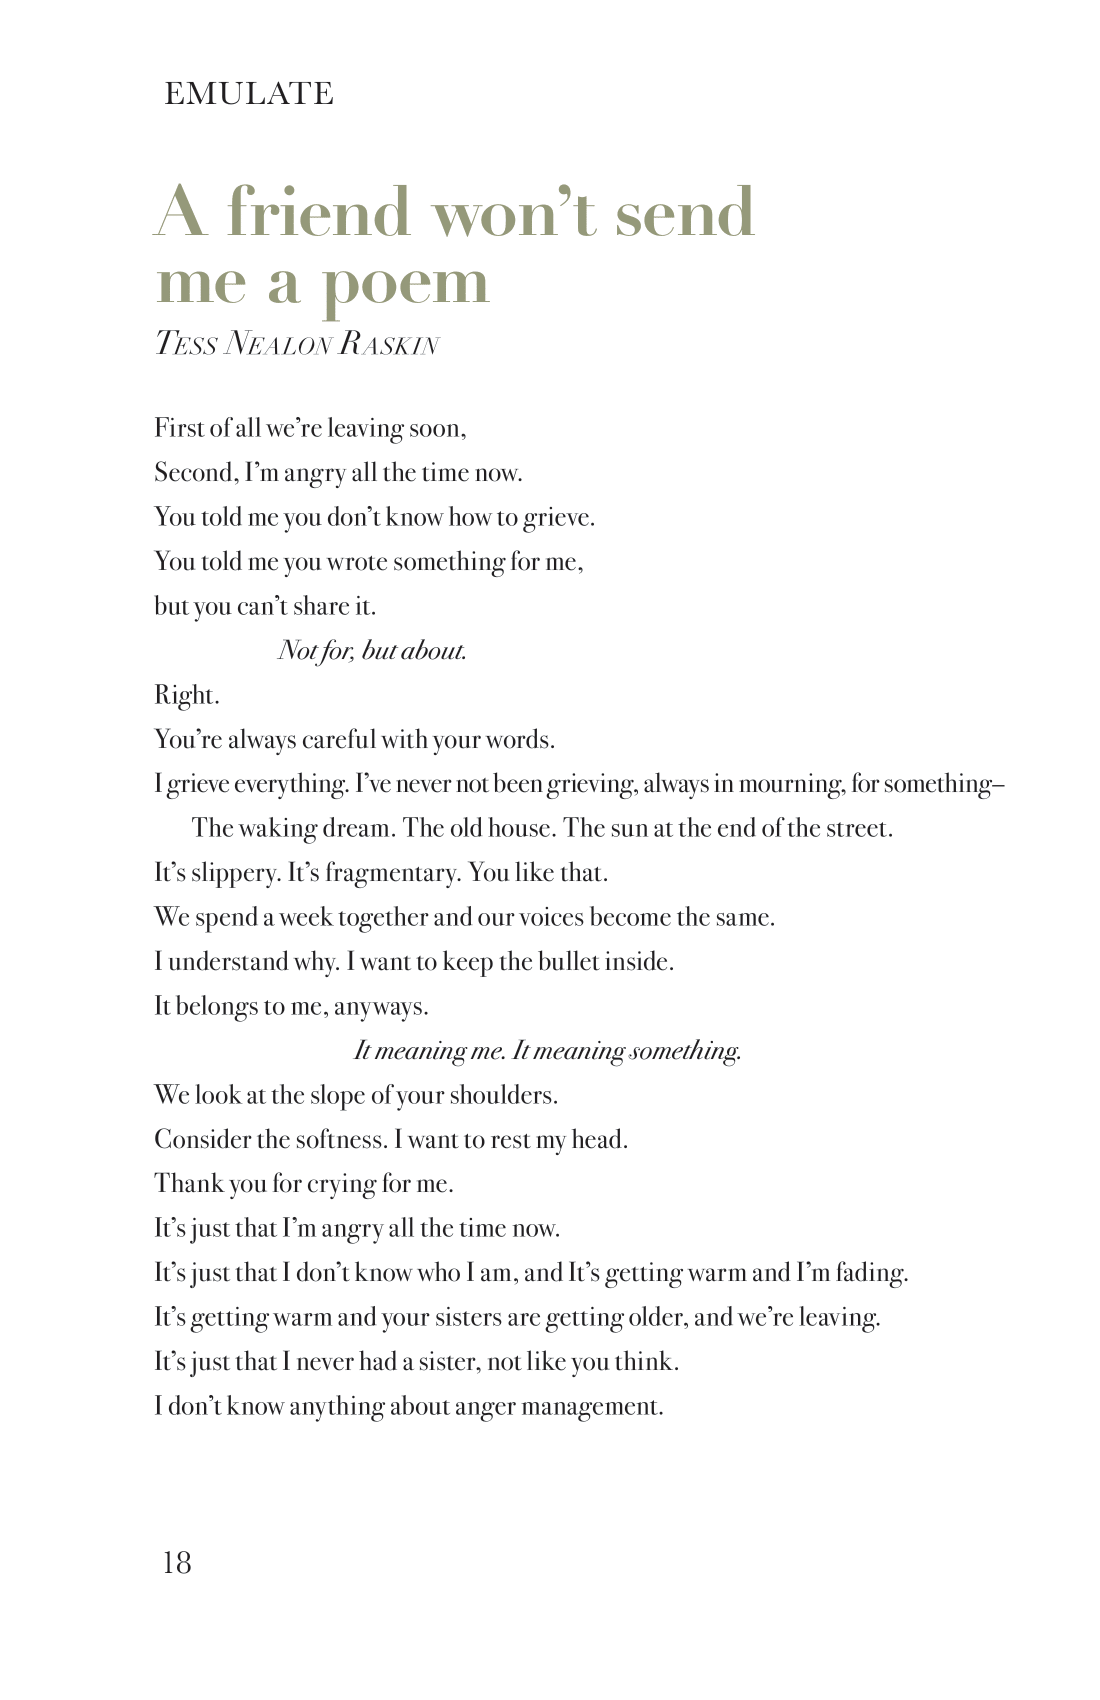 EMULATE
A friend won’t send
me a poem
Tess Nealon Raskin
First of all we’re leaving soon,
Second, I’m angry all the time now.
You told me you don’t know how to grieve.
You told me you wrote something for me,
but you can’t share it.
Not for, but about.
Right.
You’re always careful with your words.
I grieve everything. I’ve never not been grieving, always in mourning, for something–
The waking dream. The old house. The sun at the end of the street.
It’s slippery. It’s fragmentary. You like that.
We spend a week together and our voices become the same.
I understand why. I want to keep the bullet inside.
It belongs to me, anyways.
It meaning me. It meaning something.
We look at the slope of your shoulders.
Consider the softness. I want to rest my head.
Thank you for crying for me.
It’s just that I’m angry all the time now.
It’s just that I don’t know who I am, and It’s getting warm and I’m fading.
It’s getting warm and your sisters are getting older, and we’re leaving.
It’s just that I never had a sister, not like you think.
I don’t know anything about anger management.
18